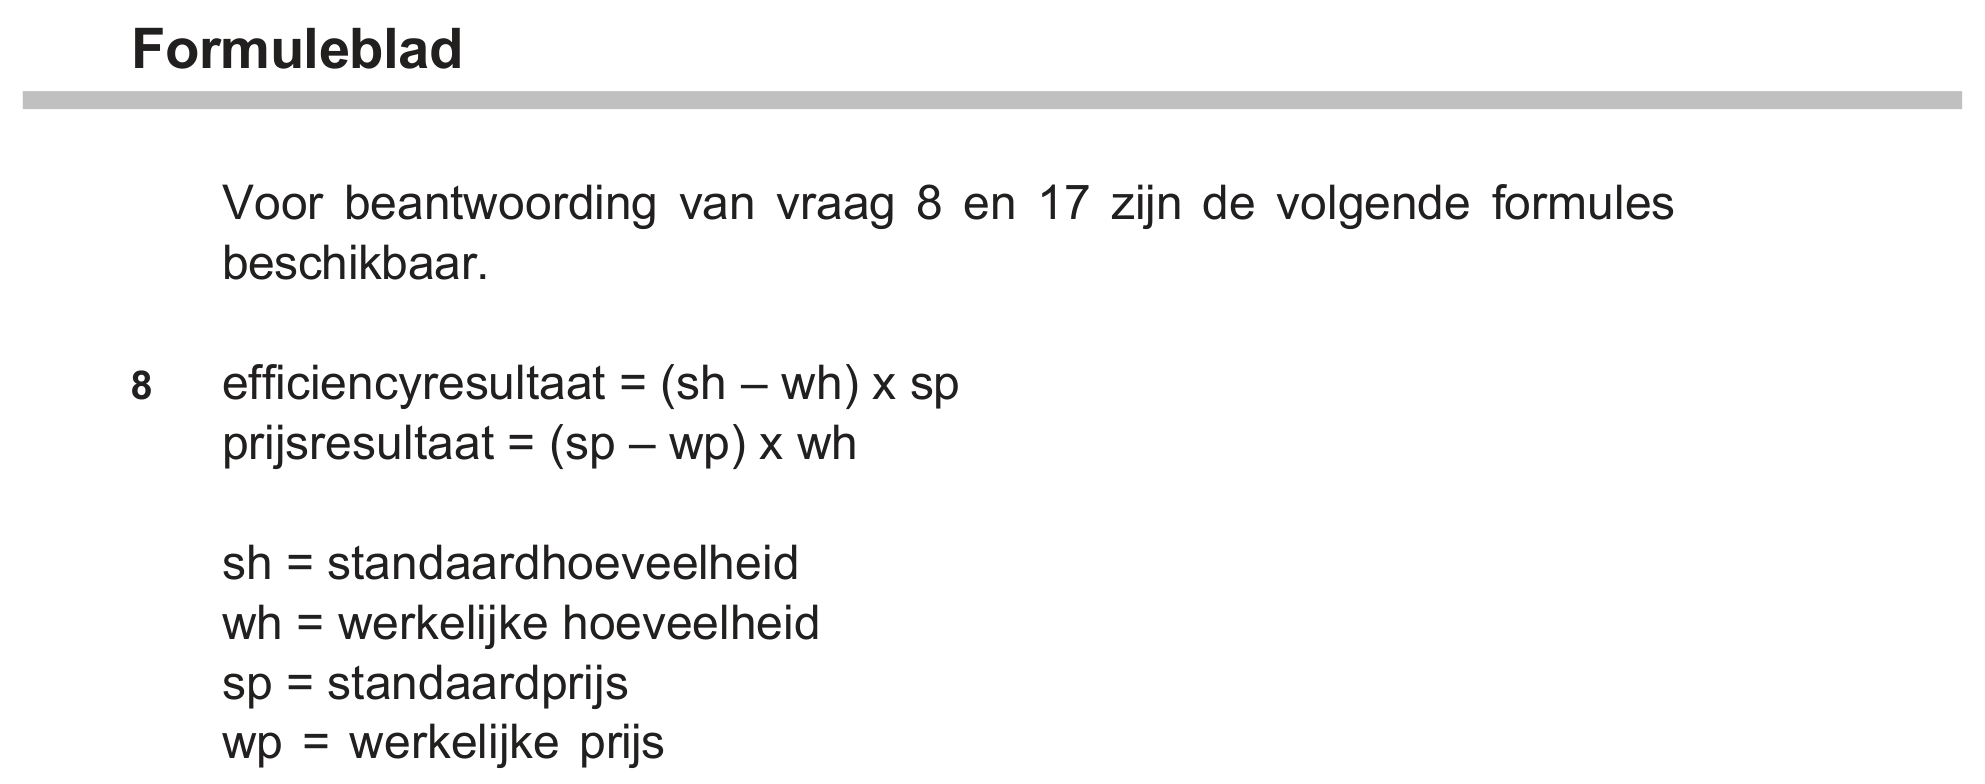 Formuleblad
Voor beantwoording van vraag 8 en 17 zijn de volgende formules
beschikbaar.
8 efficiencyresultaat = (sh – wh) x sp
prijsresultaat = (sp – wp) x wh
sh = standaardhoeveelheid
wh = werkelijke hoeveelheid
sp = standaardprijs
wp = werkelijke prijs